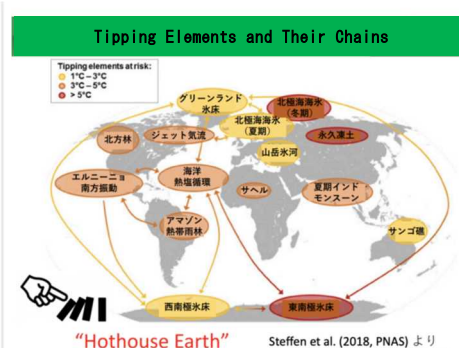 Tipping Elements and Their Chains
Tipping elements at risk:
1°C – 3°C
3°C – 5°C
> 5°C
グリーンランド
氷床
北極海海氷
(冬期)
北極海海氷
(夏期)
北方林
ジェット気流
永久凍土
山岳氷河
エルニーニョ
南方振動
海洋
熱塩循環
サヘル
夏期インド
モンスーン
アマゾン
熱帯雨林
サンゴ礁
西南極氷床
東南極氷床
“Hothouse Earth”
Steffen et al. (2018, PNAS) より